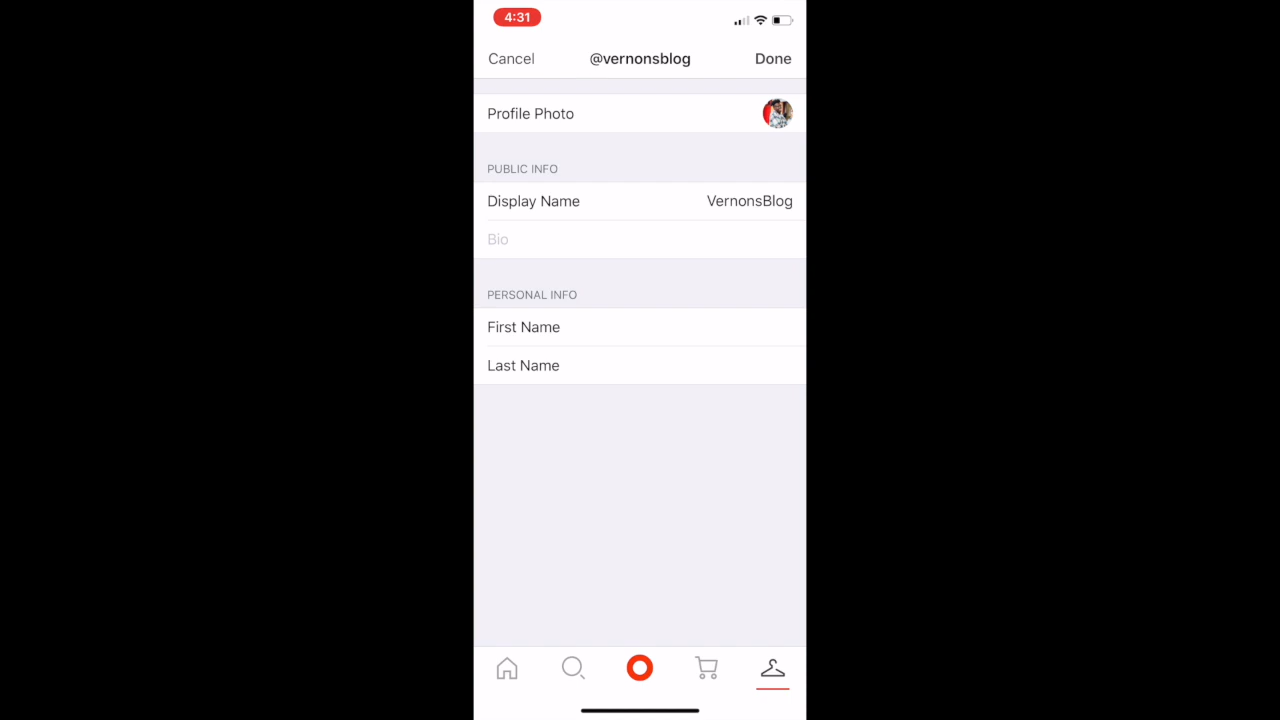 4:31
Cancel @vernonsblog Done
Profile Photo
PUBLIC INFO
Display Name VernonsBlog
Bio
PERSONAL INFO
First Name
Last Name